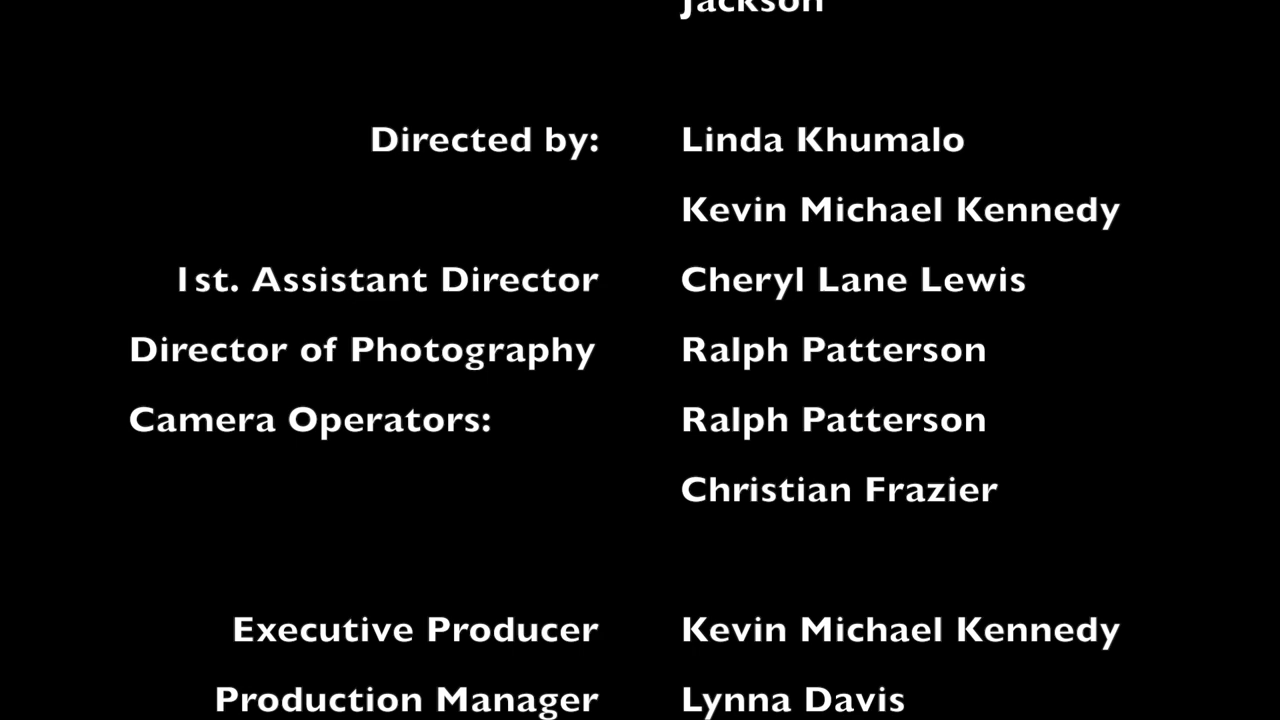 Jackson
Directed by: Linda Khumalo
Kevin Michael Kennedy
1st. Assistant Director Cheryl Lane Lewis
Director of Photography Ralph Patterson
Camera Operators: Ralph Patterson
Christian Frazier
Executive Producer Kevin Michael Kennedy
Production Manager Lynna Davis